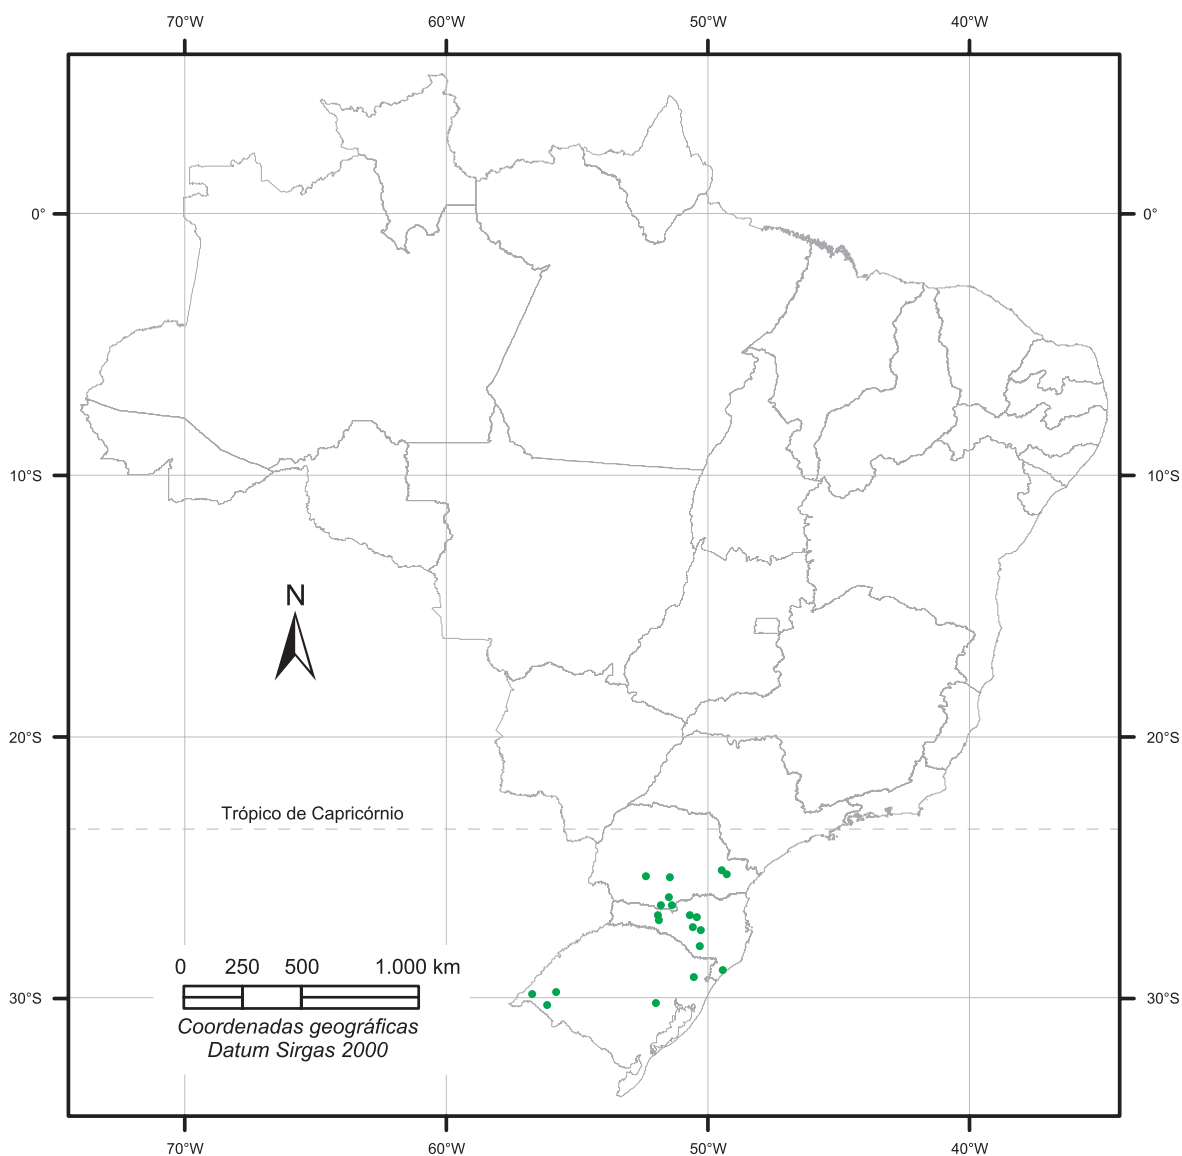 70°W 60°W 50°W 40°W
0° 0°
10°S 10°S
N
20°S 20°S
Trópico de Capricórnio
0 250 500 1.000 km
30°S 30°S
Coordenadas geográficas
Datum Sirgas 2000
70°W 60°W 50°W 40°W